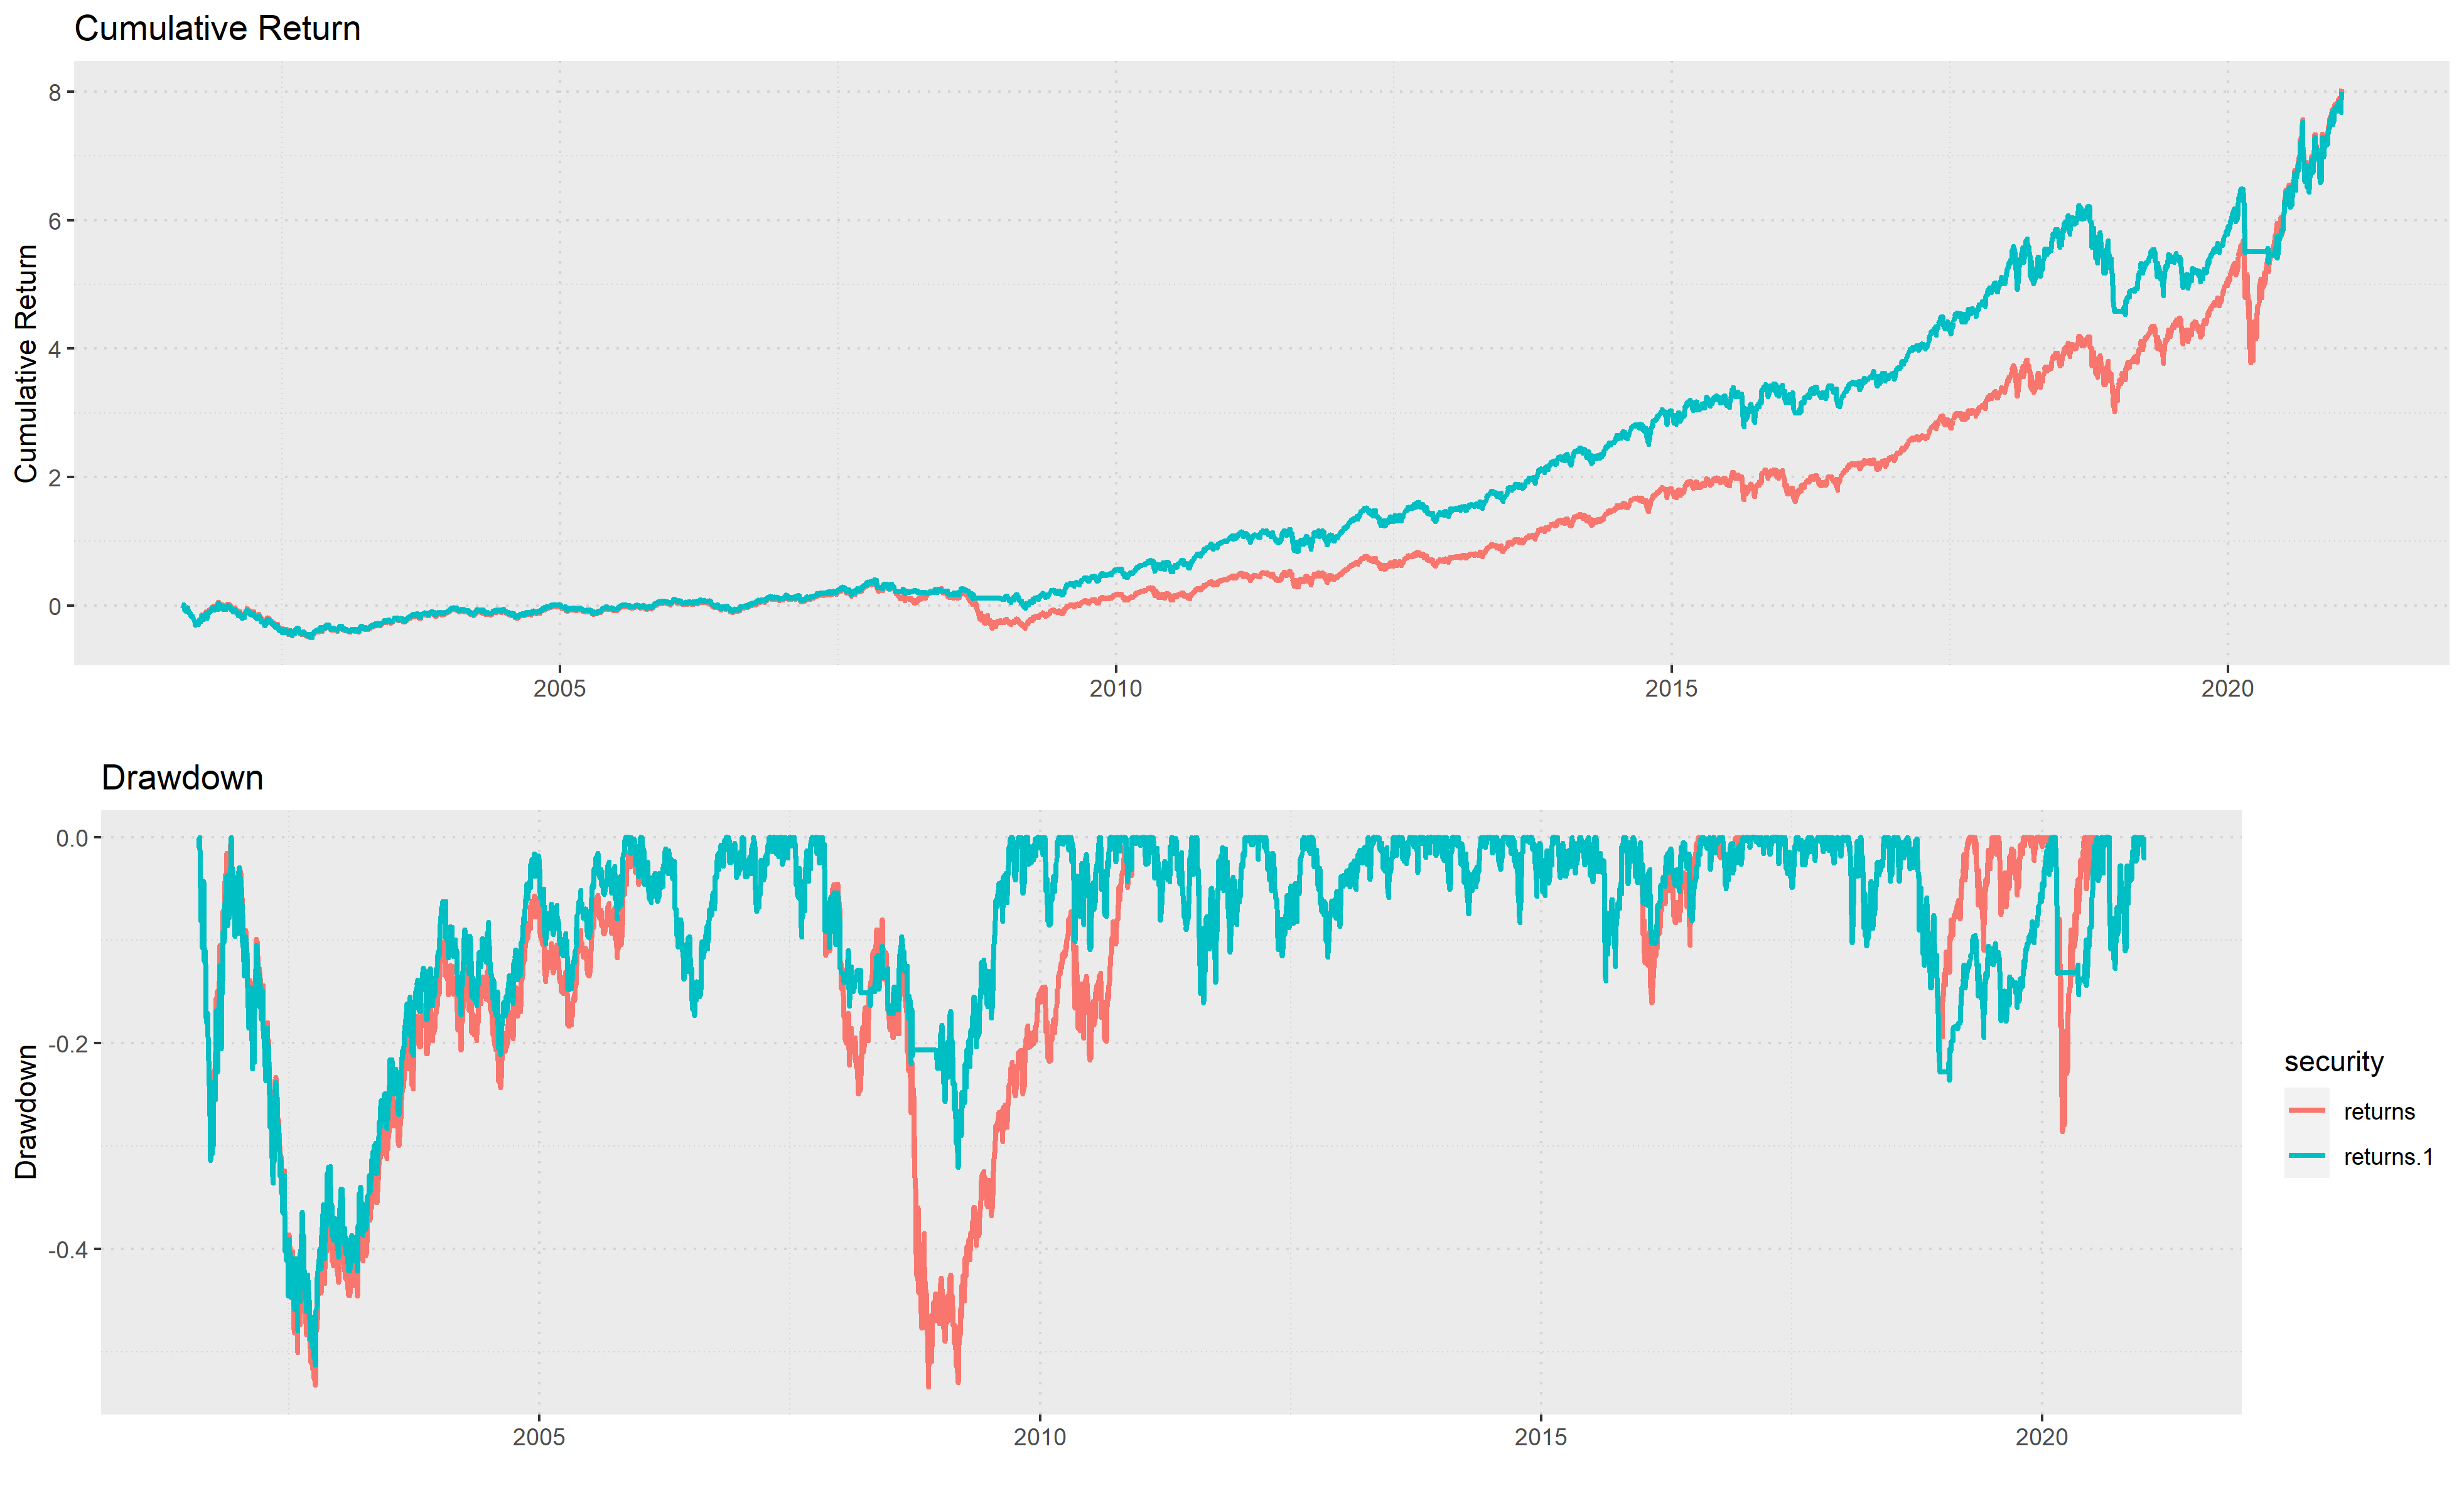 Cumulative Return
Cumulative Return
8
6
4
2
0
2005 2010 2015 2020
Drawdown
Drawdown
0.0
-0.2
-0.4
2005 2010 2015 2020
security
returns
returns.1